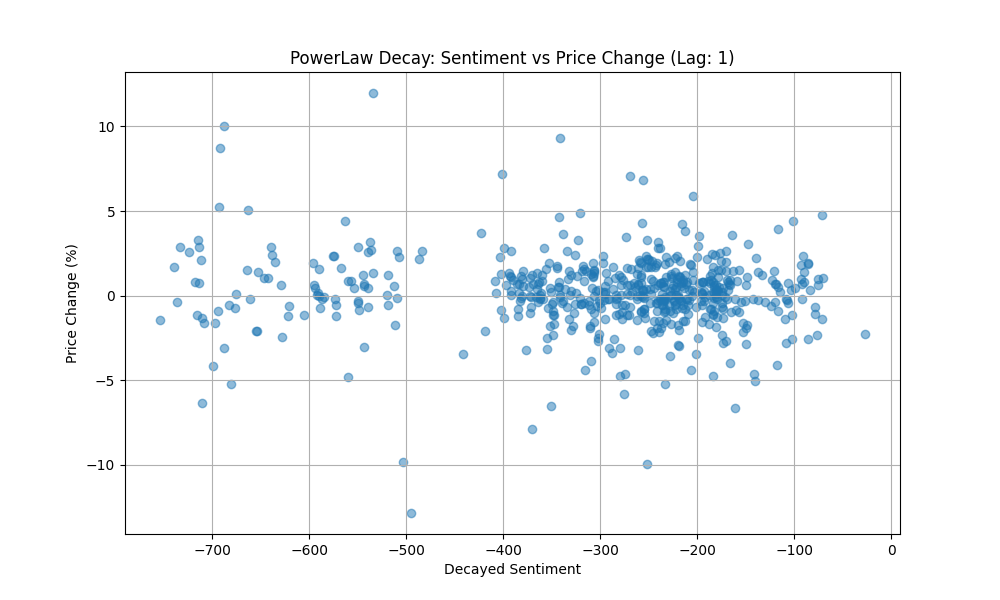 PowerLaw Decay: Sentiment vs Price Change (Lag: 1)
Price Change (%)
10
5
0
−5
−10
−700 −600 −500 −400 −300 −200 −100 0
Decayed Sentiment